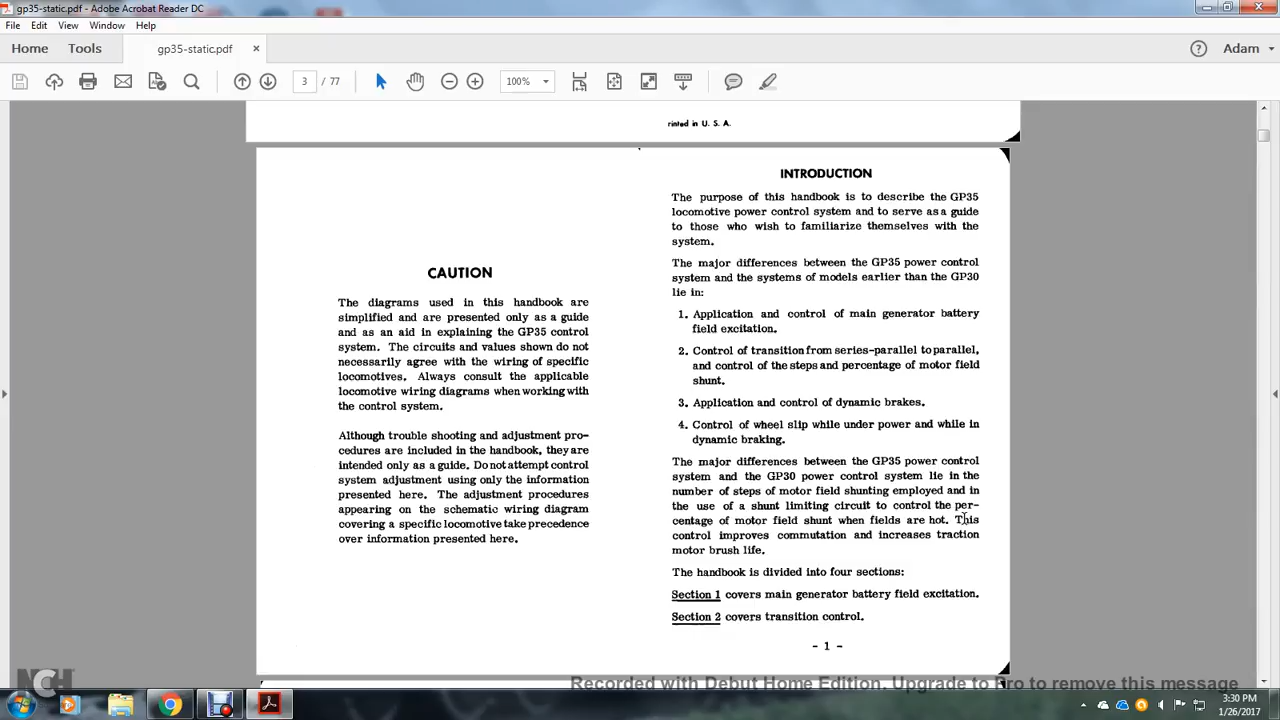 gp35-static.pdf - Adobe Acrobat Reader DC
File Edit View Window Help
Home Tools gp35-static.pdf × Adam
3 / 77 100%
rinted in U. S. A.
CAUTION
The diagrams used in this handbook are
simplified and are presented only as a guide
and as an aid in explaining the GP35 control
system. The circuits and values shown do not
necessarily agree with the wiring of specific
locomotives. Always consult the applicable
locomotive wiring diagrams when working with
the control system.
Although trouble shooting and adjustment pro-
cedures are included in the handbook, they are
intended only as a guide. Do not attempt control
system adjustment using only the information
presented here. The adjustment procedures
appearing on the schematic wiring diagram
covering a specific locomotive take precedence
over information presented here.
INTRODUCTION
The purpose of this handbook is to describe the GP35
locomotive power control system and to serve as a guide
to those who wish to familiarize themselves with the
system.
The major differences between the GP35 power control
system and the systems of models earlier than the GP30
lie in:
1. Application and control of main generator battery
field excitation.
2. Control of transition from series-parallel to parallel,
and control of the steps and percentage of motor field
shunt.
3. Application and control of dynamic brakes.
4. Control of wheel slip while under power and while in
dynamic braking.
The major differences between the GP35 power control
system and the GP30 power control system lie in the
number of steps of motor field shunting employed and in
the use of a shunt limiting circuit to control the per-
centage of motor field shunt when fields are hot. This
control improves commutation and increases traction
motor brush life.
The handbook is divided into four sections:
Section 1 covers main generator battery field excitation.
Section 2 covers transition control.
- 1 -
NCH
Recorded with Debut Home Edition. Upgrade to Pro to remove this message
3:30 PM
1/26/2017